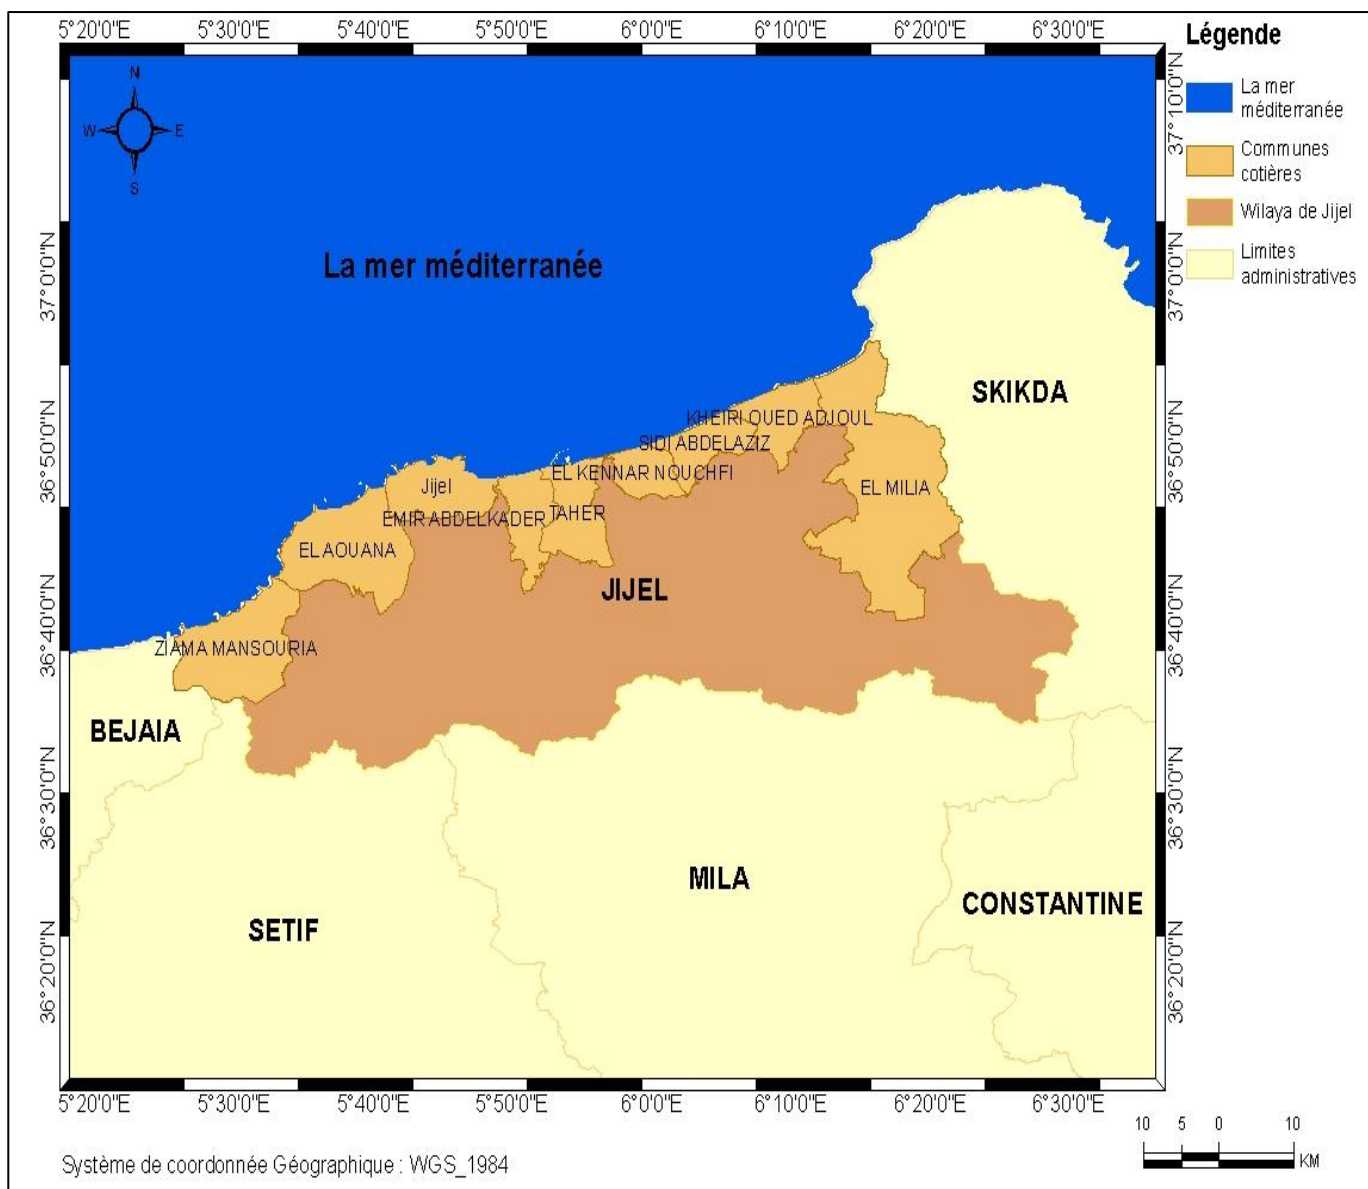 5°20'0"E 5°30'0"E 5°40'0"E 5°50'0"E 6°0'0"E 6°10'0"E 6°20'0"E 6°30'0"E
Légende
La mer
méditerranée
Communes
cotières
Wilaya de Jijel
Limites
administratives
N
W E
S
37°10'0"N
37°0'0"N 37°0'0"N
36°50'0"N 36°50'0"N
36°40'0"N 36°40'0"N
36°30'0"N 36°30'0"N
36°20'0"N 36°20'0"N
La mer méditerranée
SKIKDA
KHEIRI OUED ADJOUL
SIDI ABDELAZIZ
EL KENNAR NOUCHFI
Jijel
EL MILIA
EMIR ABDELKADER
TAHER
EL AOUANA
JIJEL
ZIAMA MANSOURIA
BEJAIA
MILA
CONSTANTINE
SETIF
5°20'0"E 5°30'0"E 5°40'0"E 5°50'0"E 6°0'0"E 6°10'0"E 6°20'0"E 6°30'0"E
10 5 0 10
KM
Système de coordonnée Géographique : WGS_1984